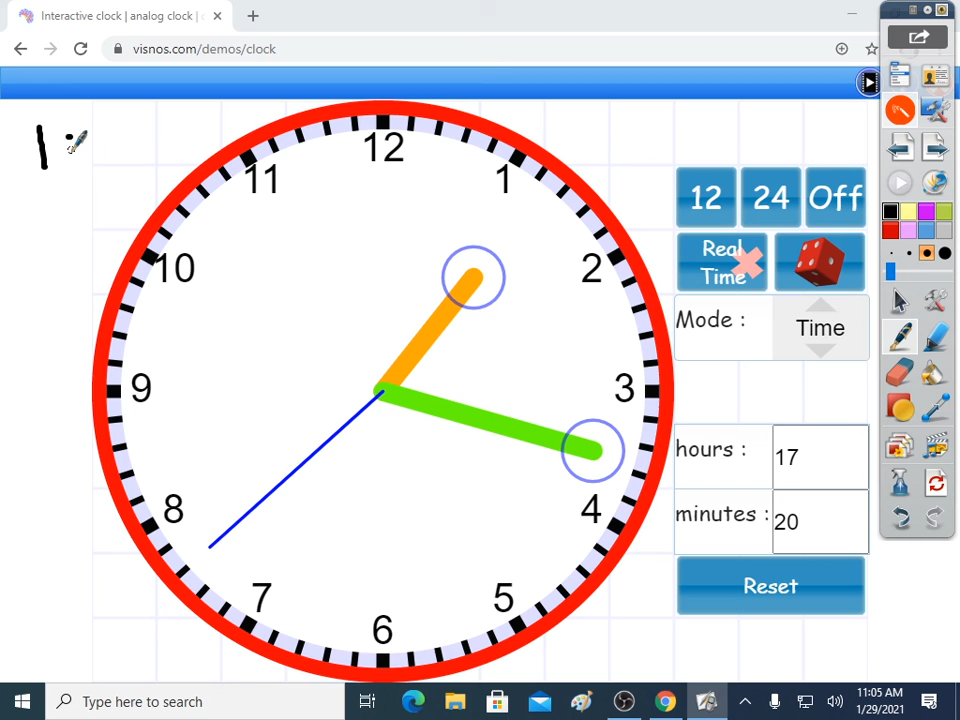 Interactive clock | analog clock |
visnos.com/demos/clock
1:
12
1
2
3
4
5
6
7
8
9
10
11
12 24 Off
Real Time
Mode : Time
hours : 17
minutes : 20
Reset
Type here to search
11:05 AM
1/29/2021